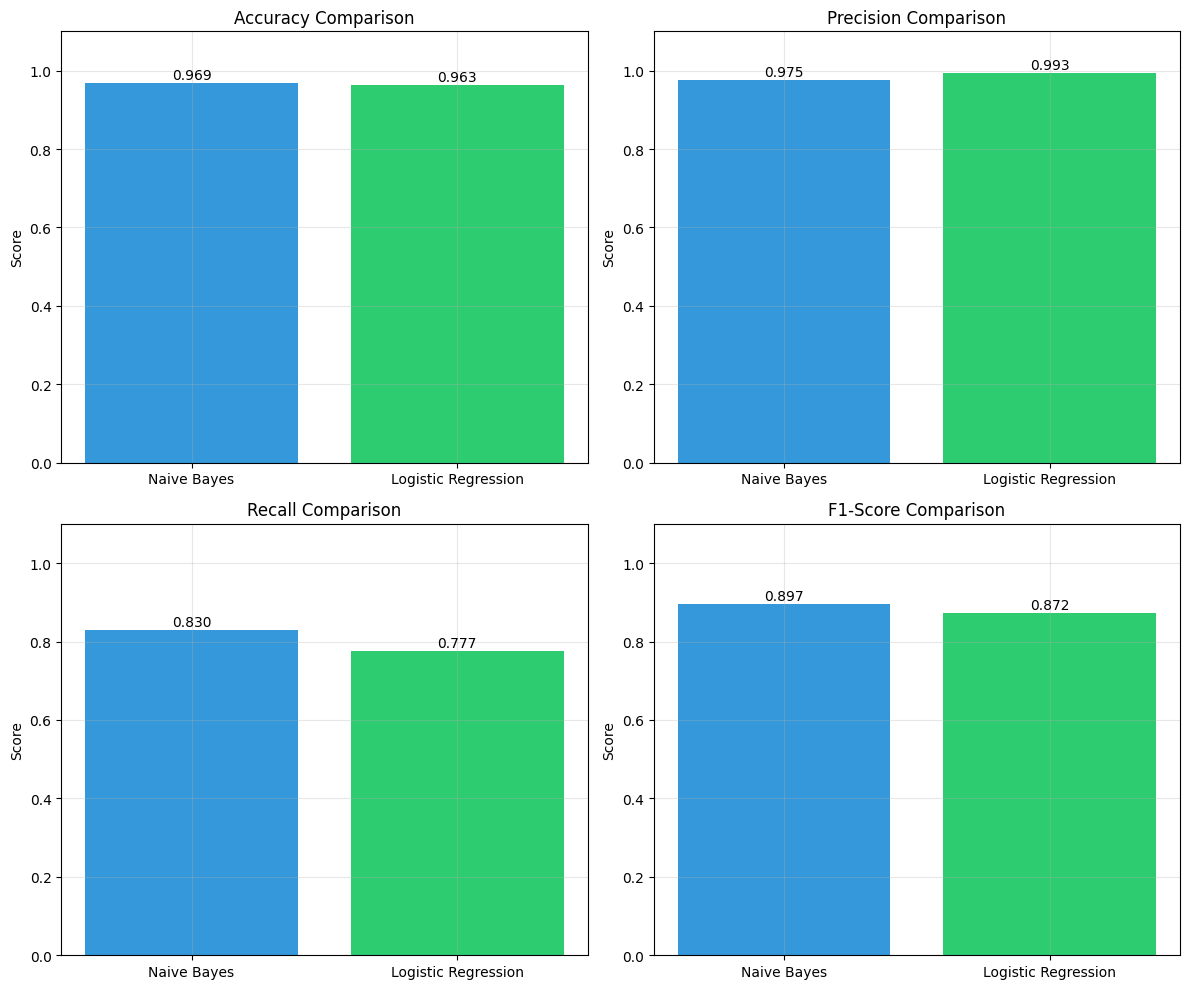 Accuracy Comparison
1.0
0.8
0.6
0.4
0.2
0.0
Score
0.969
0.963
Naive Bayes
Logistic Regression
Precision Comparison
1.0
0.8
0.6
0.4
0.2
0.0
Score
0.975
0.993
Naive Bayes
Logistic Regression
Recall Comparison
1.0
0.8
0.6
0.4
0.2
0.0
Score
0.830
0.777
Naive Bayes
Logistic Regression
F1-Score Comparison
1.0
0.8
0.6
0.4
0.2
0.0
Score
0.897
0.872
Naive Bayes
Logistic Regression